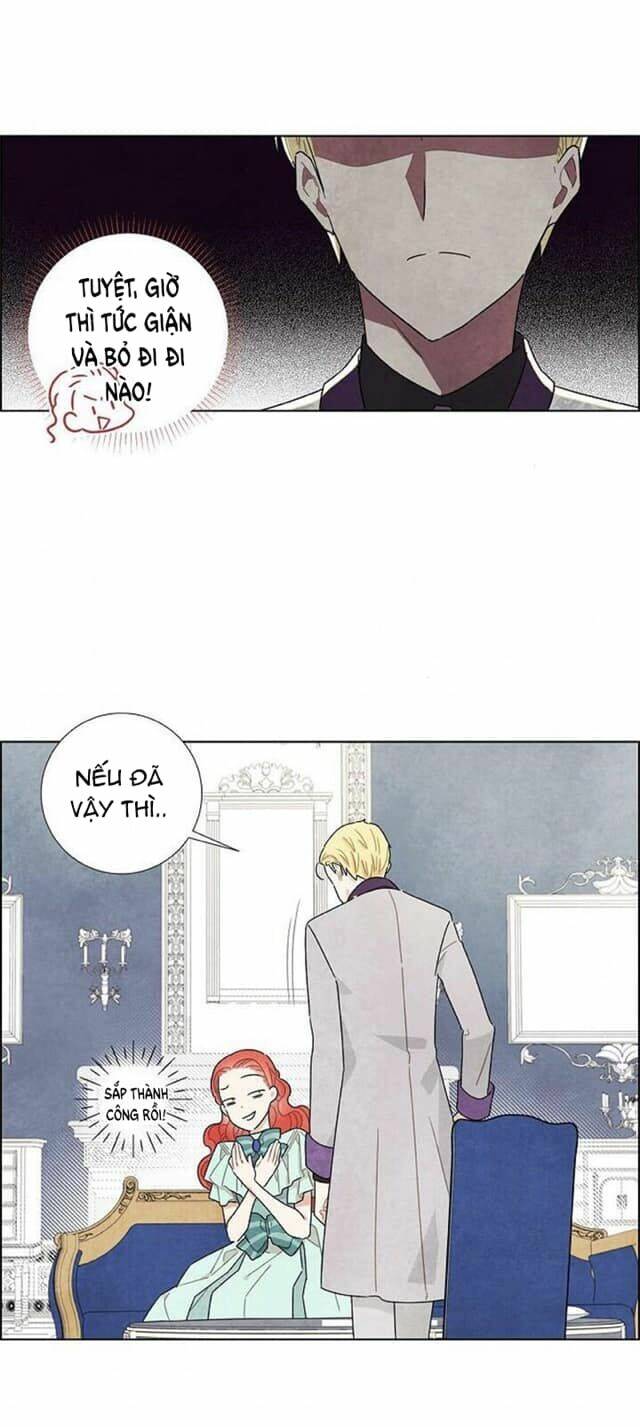 TUYỆT, GIỜ
THÌ TỨC GIẬN
VÀ BỎ ĐI ĐI
NÀO!
NẾU ĐÃ
VẬY THÌ..
SẮP THÀNH
CÔNG RỒI!